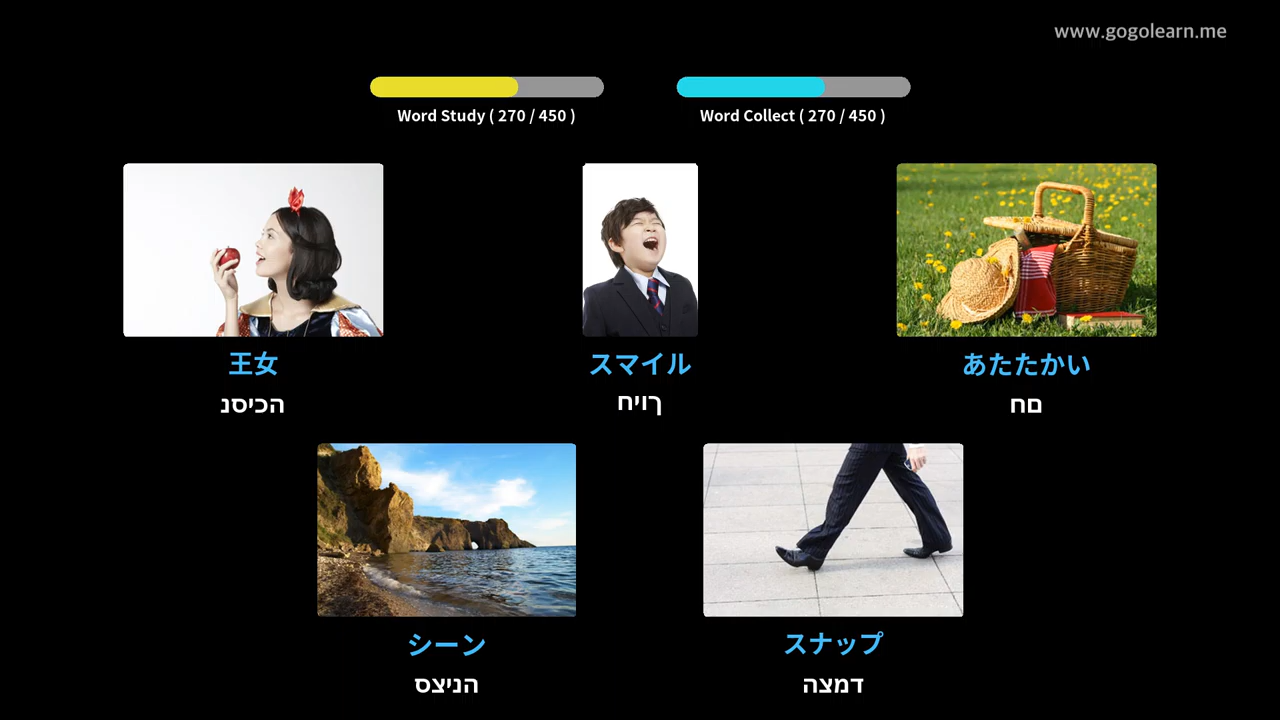 www.gogolearn.me
Word Study ( 270 / 450 )
Word Collect ( 270 / 450 )
王女
הכיסנ
スマイル
ךויח
あたたかい
םח
シーン
הניצס
スナップ
דמצה